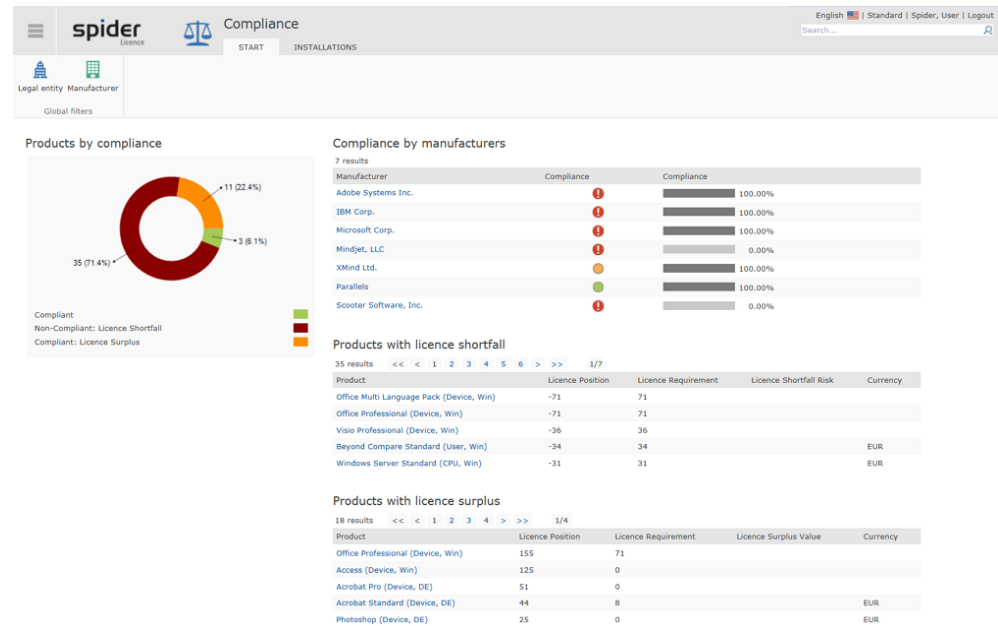 English | Standard | Spider, User | Logout
spider
Licence
Compliance
Search...
START INSTALLATIONS
Legal entity Manufacturer
Global filters
Products by compliance
11 (22.4%)
3 (6.1%)
35 (71.4%)
Compliant
Non-Compliant: Licence Shortfall
Compliant: Licence Surplus
Compliance by manufacturers
7 results
Manufacturer Compliance Compliance
Adobe Systems Inc. 100.00%
IBM Corp. 100.00%
Microsoft Corp. 100.00%
Mindjet, LLC 0.00%
XMind Ltd. 100.00%
Parallels 100.00%
Scooter Software, Inc. 0.00%
Products with licence shortfall
35 results << < 1 2 3 4 5 6 > >> 1/7
Product Licence Position Licence Requirement Licence Shortfall Risk Currency
Office Multi Language Pack (Device, Win) -71 71
Office Professional (Device, Win) -71 71
Visio Professional (Device, Win) -36 36
Beyond Compare Standard (User, Win) -34 34 EUR
Windows Server Standard (CPU, Win) -31 31 EUR
Products with licence surplus
18 results << < 1 2 3 4 > >> 1/4
Product Licence Position Licence Requirement Licence Surplus Value Currency
Office Professional (Device, Win) 155 71
Access (Device, Win) 125 0
Acrobat Pro (Device, DE) 51 0
Acrobat Standard (Device, DE) 44 8 EUR
Photoshop (Device, DE) 25 0 EUR